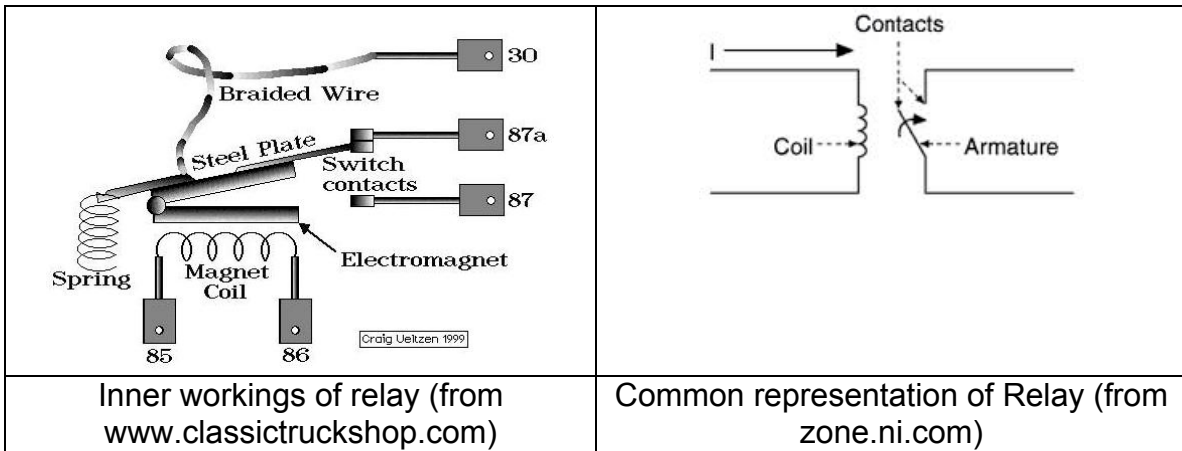 30
Braided Wire
87a
Steel Plate
Switch
contacts
87
Electromagnet
Spring
Magnet
Coil
85
86
Craig Ueltzen 1999
Contacts
I
Coil
Armature
Inner workings of relay (from
www.classictruckshop.com)
Common representation of Relay (from
zone.ni.com)